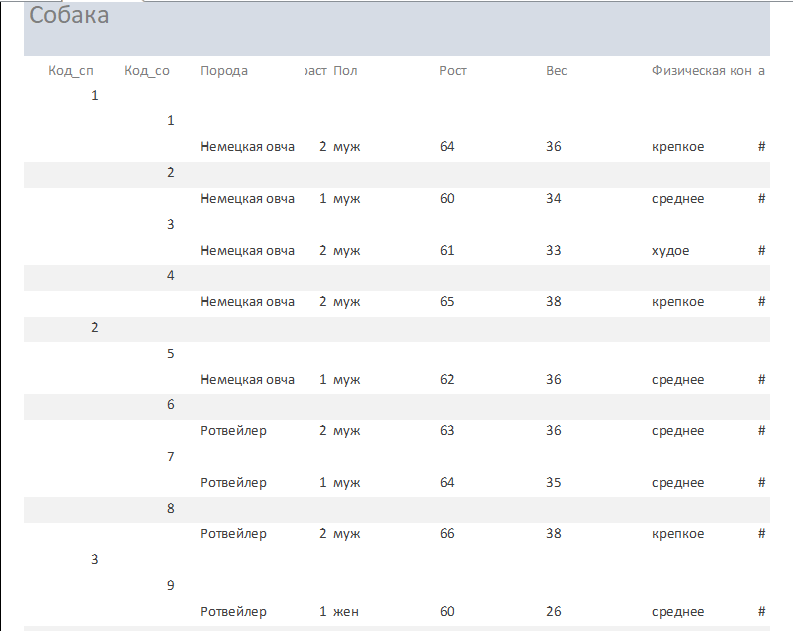 Собака
Код_сп Код_со Порода раст Пол Рост Вес Физическая кон а
1
1
Немецкая овча 2 муж 64 36 крепкое #
2
Немецкая овча 1 муж 60 34 среднее #
3
Немецкая овча 2 муж 61 33 худое #
4
Немецкая овча 2 муж 65 38 крепкое #
2
5
Немецкая овча 1 муж 62 36 среднее #
6
Ротвейлер 2 муж 63 36 среднее #
7
Ротвейлер 1 муж 64 35 среднее #
8
Ротвейлер 2 муж 66 38 крепкое #
3
9
Ротвейлер 1 жен 60 26 среднее #